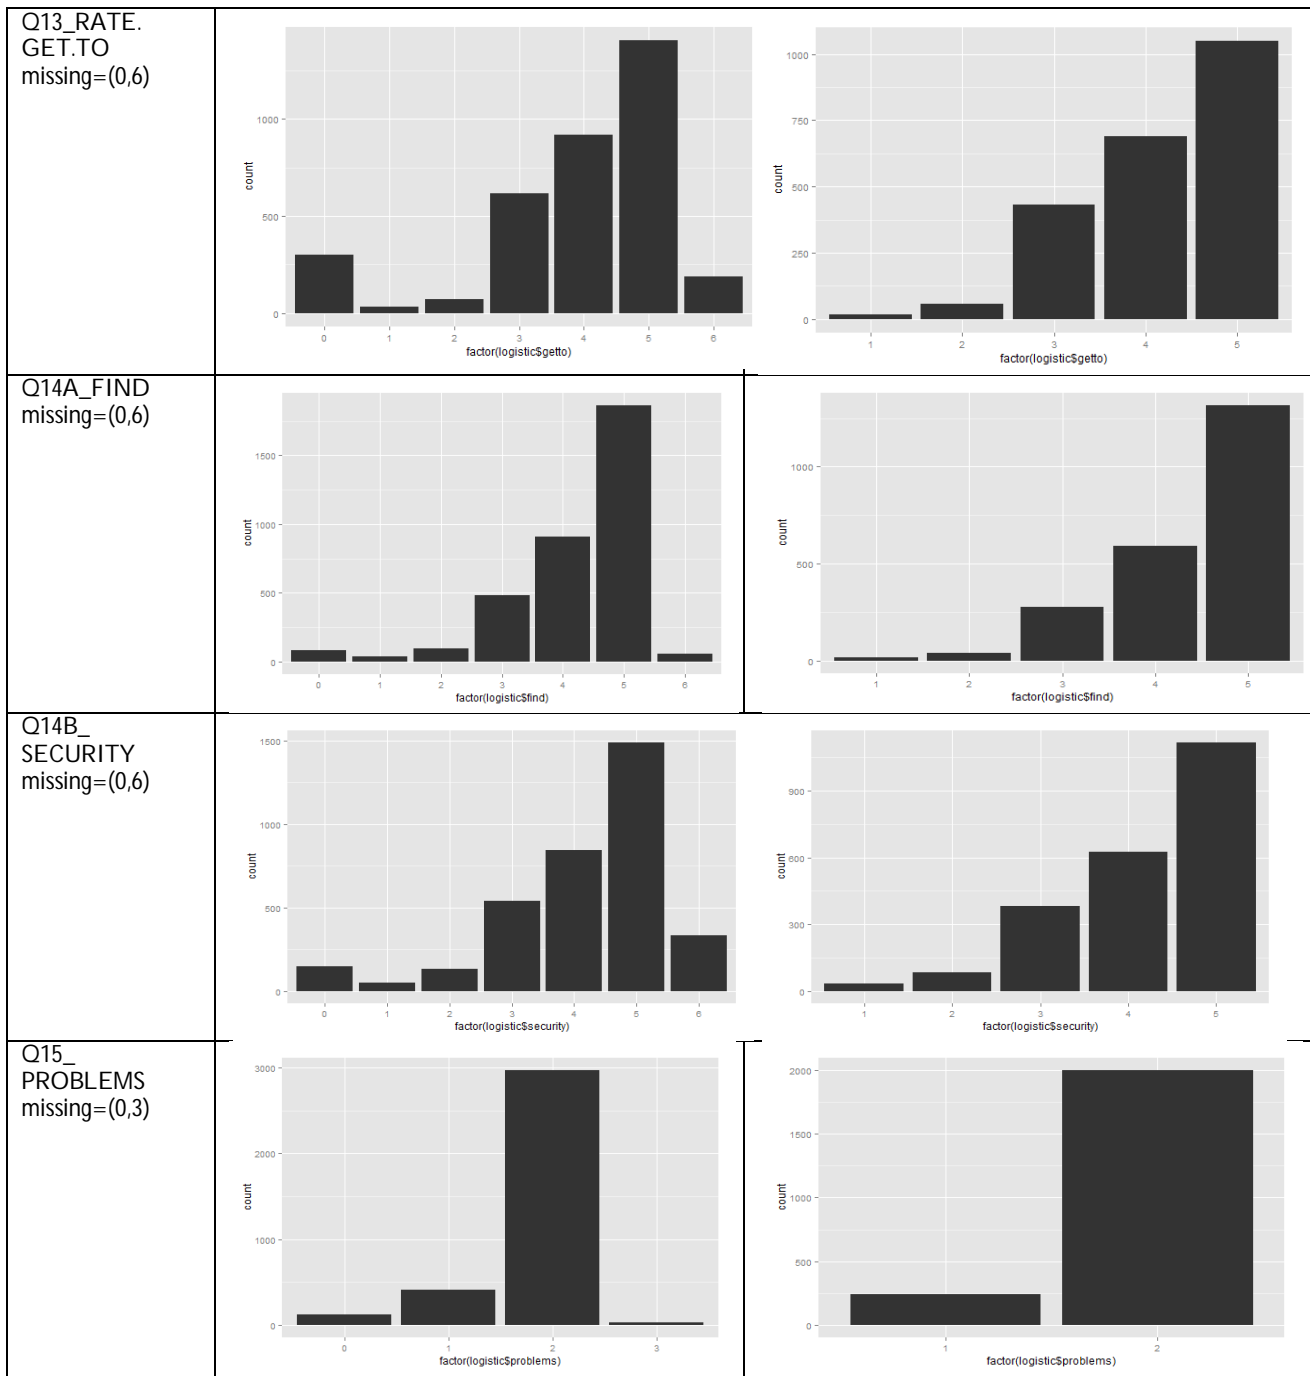 Q13_RATE.
GET.TO
missing=(0,6)
count
1000
500
0
0 1 2 3 4 5 6
factor(logistic$getto)
count
1000
750
500
250
0
1 2 3 4 5
factor(logistic$getto)
Q14A_FIND
missing=(0,6)
count
1500
1000
500
0
0 1 2 3 4 5 6
factor(logistic$find)
count
1000
500
0
1 2 3 4 5
factor(logistic$find)
Q14B_
SECURITY
missing=(0,6)
count
1500
1000
500
0
0 1 2 3 4 5 6
factor(logistic$security)
count
900
600
300
0
1 2 3 4 5
factor(logistic$security)
Q15_
PROBLEMS
missing=(0,3)
count
3000
2000
1000
0
0 1 2 3
factor(logistic$problems)
count
2000
1500
1000
500
0
1 2
factor(logistic$problems)